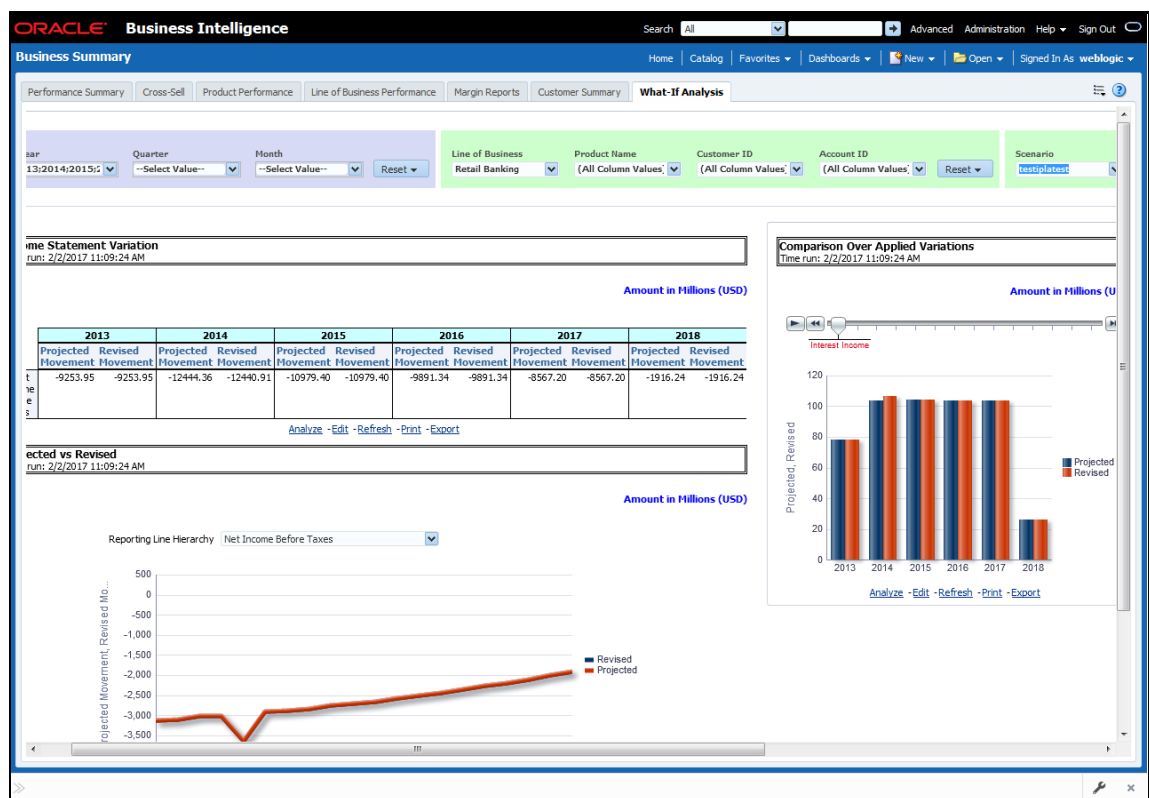 ORACLE Business Intelligence
Search All Advanced Administration Help Sign Out
Business Summary
Home Catalog Favorites Dashboards New Open Signed In As weblogic
Performance Summary Cross-Sell Product Performance Line of Business Performance Margin Reports Customer Summary What-If Analysis
ear Quarter Month Line of Business Product Name Customer ID Account ID Scenario
13;2014;2015;2 --Select Value-- --Select Value-- Reset Retail Banking (All Column Values) (All Column Values) (All Column Values) Reset testiplatest
me Statement Variation
run: 2/2/2017 11:09:24 AM
Amount in Millions (USD)
2013 2014 2015 2016 2017 2018
Projected Revised Projected Revised Projected Revised Projected Revised Projected Revised Projected Revised
Movement Movement Movement Movement Movement Movement Movement Movement Movement Movement Movement Movement
t -9253.95 -9253.95 -12444.36 -12440.91 -10979.40 -10979.40 -9891.34 -9891.34 -8567.20 -8567.20 -1916.24 -1916.24
ne
e
s
Analyze - Edit - Refresh - Print - Export
ected vs Revised
run: 2/2/2017 11:09:24 AM
Amount in Millions (USD)
Reporting Line Hierarchy Net Income Before Taxes
rojected Movement, Revised Mo...
500
0
-500
-1,000
-1,500
-2,000
-2,500
-3,000
-3,500
Revised
Projected
Comparison Over Applied Variations
Time run: 2/2/2017 11:09:24 AM
Amount in Millions (U
Interest Income
Projected, Revised
120
100
80
60
40
20
0
2013 2014 2015 2016 2017 2018
Projected
Revised
Analyze - Edit - Refresh - Print - Export